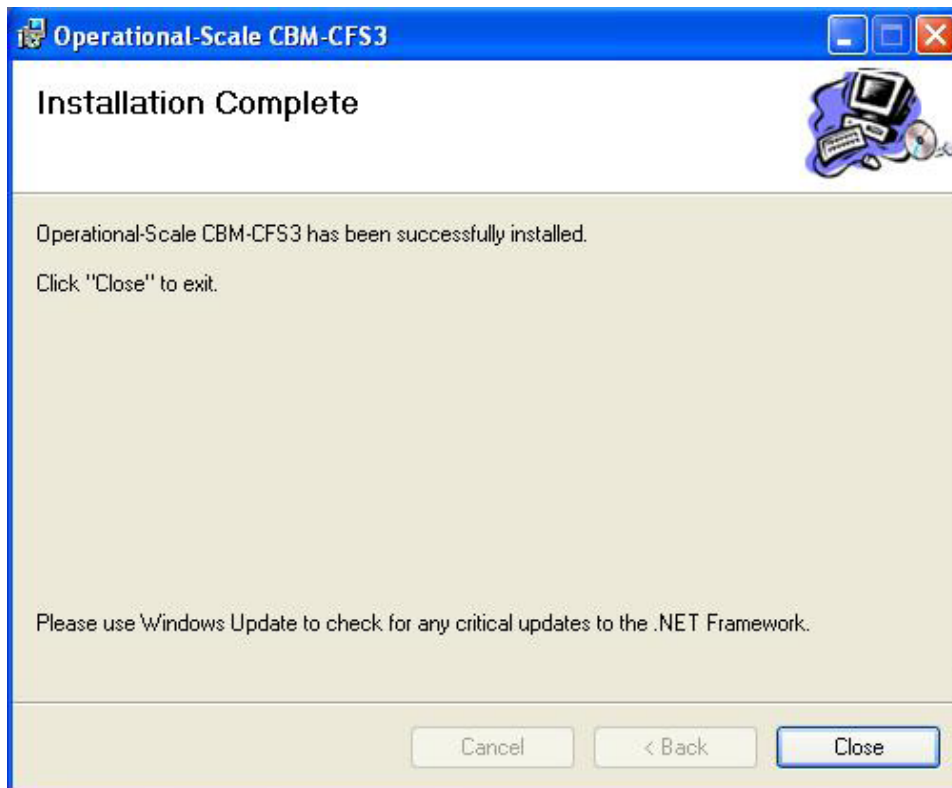 Operational-Scale CBM-CFS3
Installation Complete
Operational-Scale CBM-CFS3 has been successfully installed.
Click "Close" to exit.
Please use Windows Update to check for any critical updates to the .NET Framework.
Cancel < Back Close